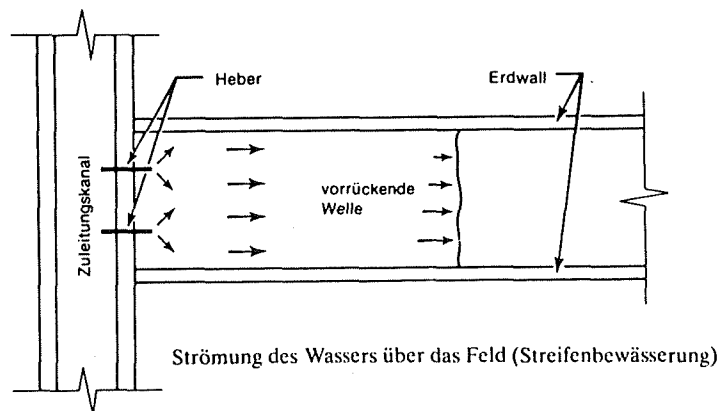 Heber
Erdwall
Zuleitungskanal
vorrückende
Welle
Strömung des Wassers über das Feld (Streifenbewässerung)